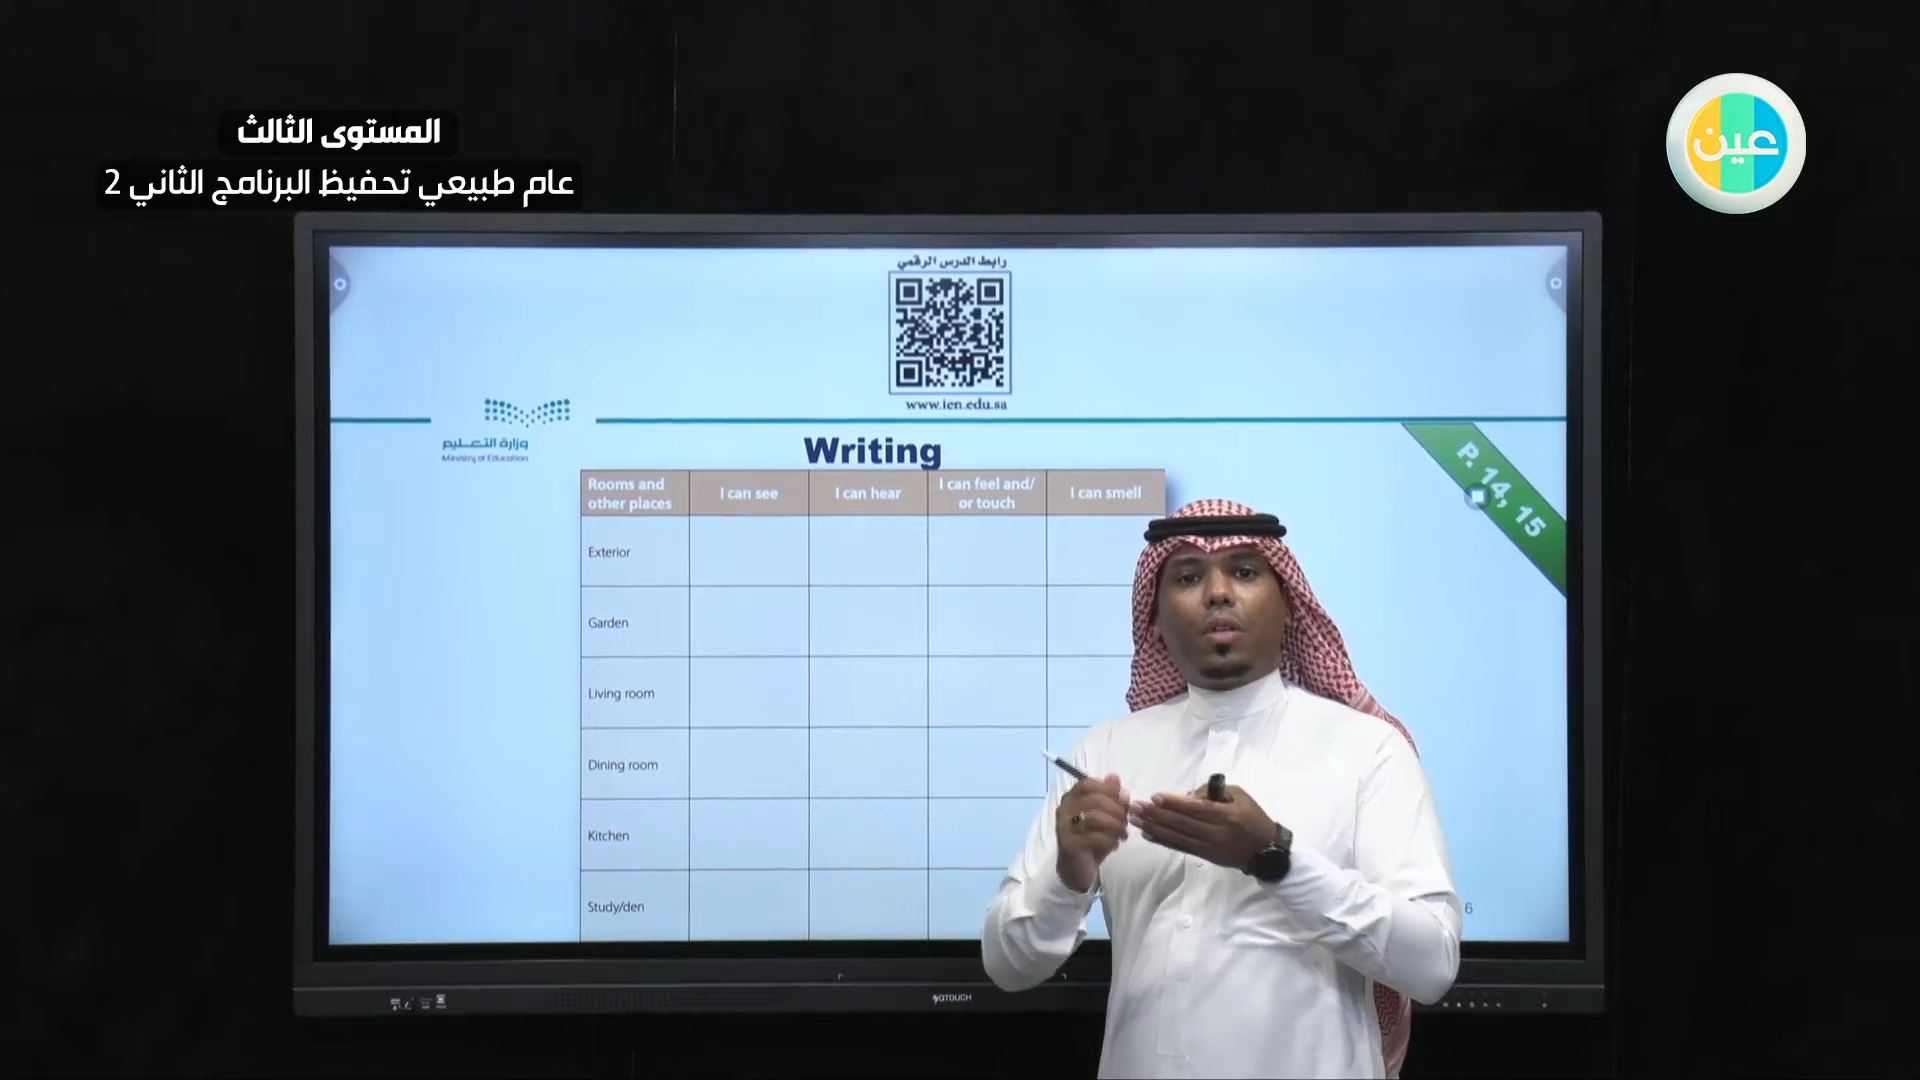 المستوى الثالث
عام طبيعي تحفيظ البرنامج الثاني 2
عين
رابط الدرس الرقمي
www.ien.edu.sa
وزارة التعليم
Ministry of Education
Writing
P. 14, 15
Rooms and other places
I can see
I can hear
I can feel and/ or touch
I can smell
Exterior
Garden
Living room
Dining room
Kitchen
Study/den
6
QTOUCH